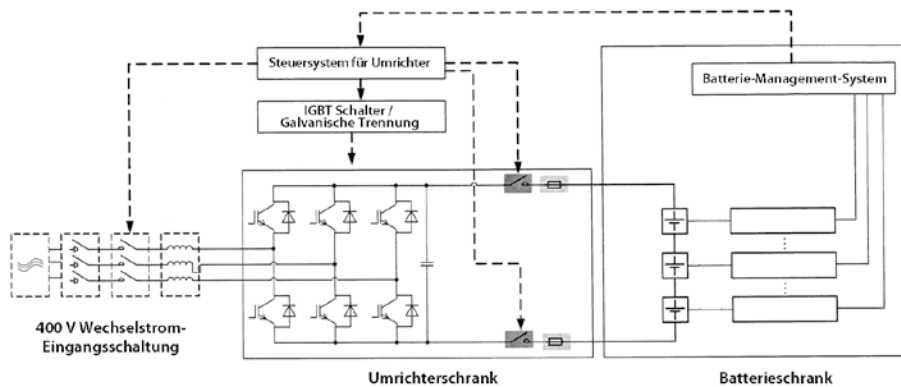 Steuersystem für Umrichter
Batterie-Management-System
IGBT Schalter /
Galvanische Trennung
400 V Wechselstrom-
Eingangsschaltung
Umrichterschrank
Batterieschrank